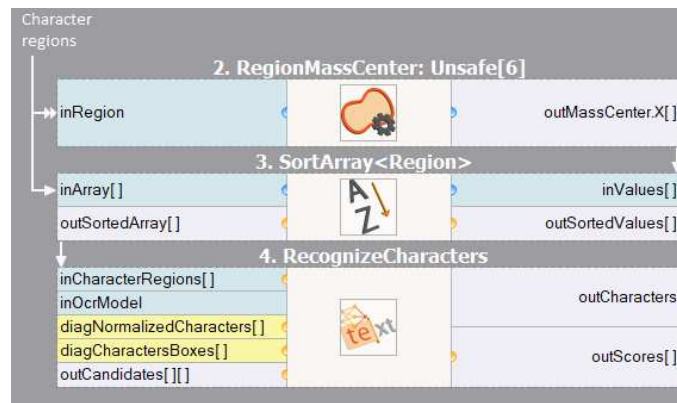 Character
regions
2. RegionMassCenter: Unsafe[6]
inRegion
outMassCenter.X[]
3. SortArray<Region>
inArray[]
inValues[]
outSortedArray[]
outSortedValues[]
4. RecognizeCharacters
inCharacterRegions[]
inOcrModel
outCharacters
diagNormalizedCharacters[]
diagCharactersBoxes[]
outScores[]
outCandidates[][]
A
Z
text